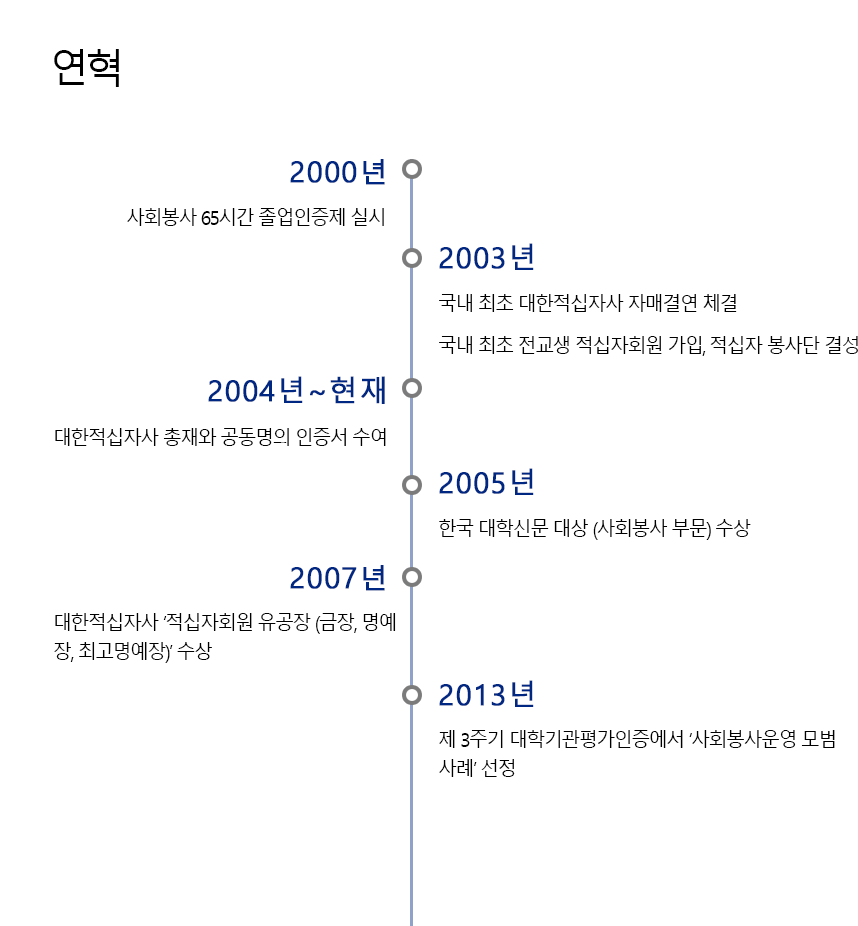 연혁
2000년
사회봉사 65시간 졸업인증제 실시
2003년
국내 최초 대한적십자사 자매결연 체결
국내 최초 전교생 적십자회원 가입, 적십자 봉사단 결성
2004년~현재
대한적십자사 총재와 공동명의 인증서 수여
2005년
한국 대학신문 대상 (사회봉사 부문) 수상
2007년
대한적십자사 ‘적십자회원 유공장 (금장, 명예
장, 최고명예장)’ 수상
2013년
제 3주기 대학기관평가인증에서 ‘사회봉사운영 모범
사례’ 선정